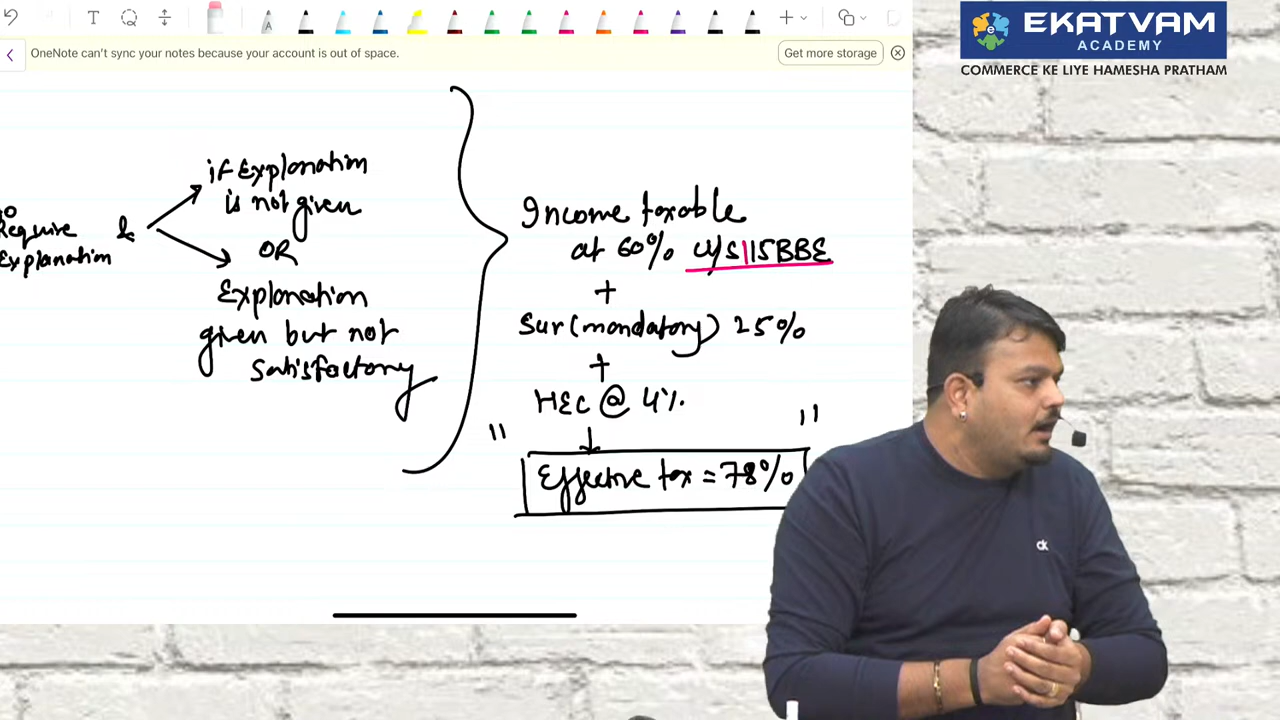 EKATVAM
ACADEMY
COMMERCE KE LIYE HAMESHA PRATHAM
OneNote can't sync your notes because your account is out of space.
Get more storage
Require
Explanation
&
if Explanation
is not given
OR
Explanation
given but not
satisfactory
Income taxable
at 60% U/S 115BBE
+
Sur (mandatory) 25%
+
HEC @ 4%
" "
Effective tax = 78%
CK